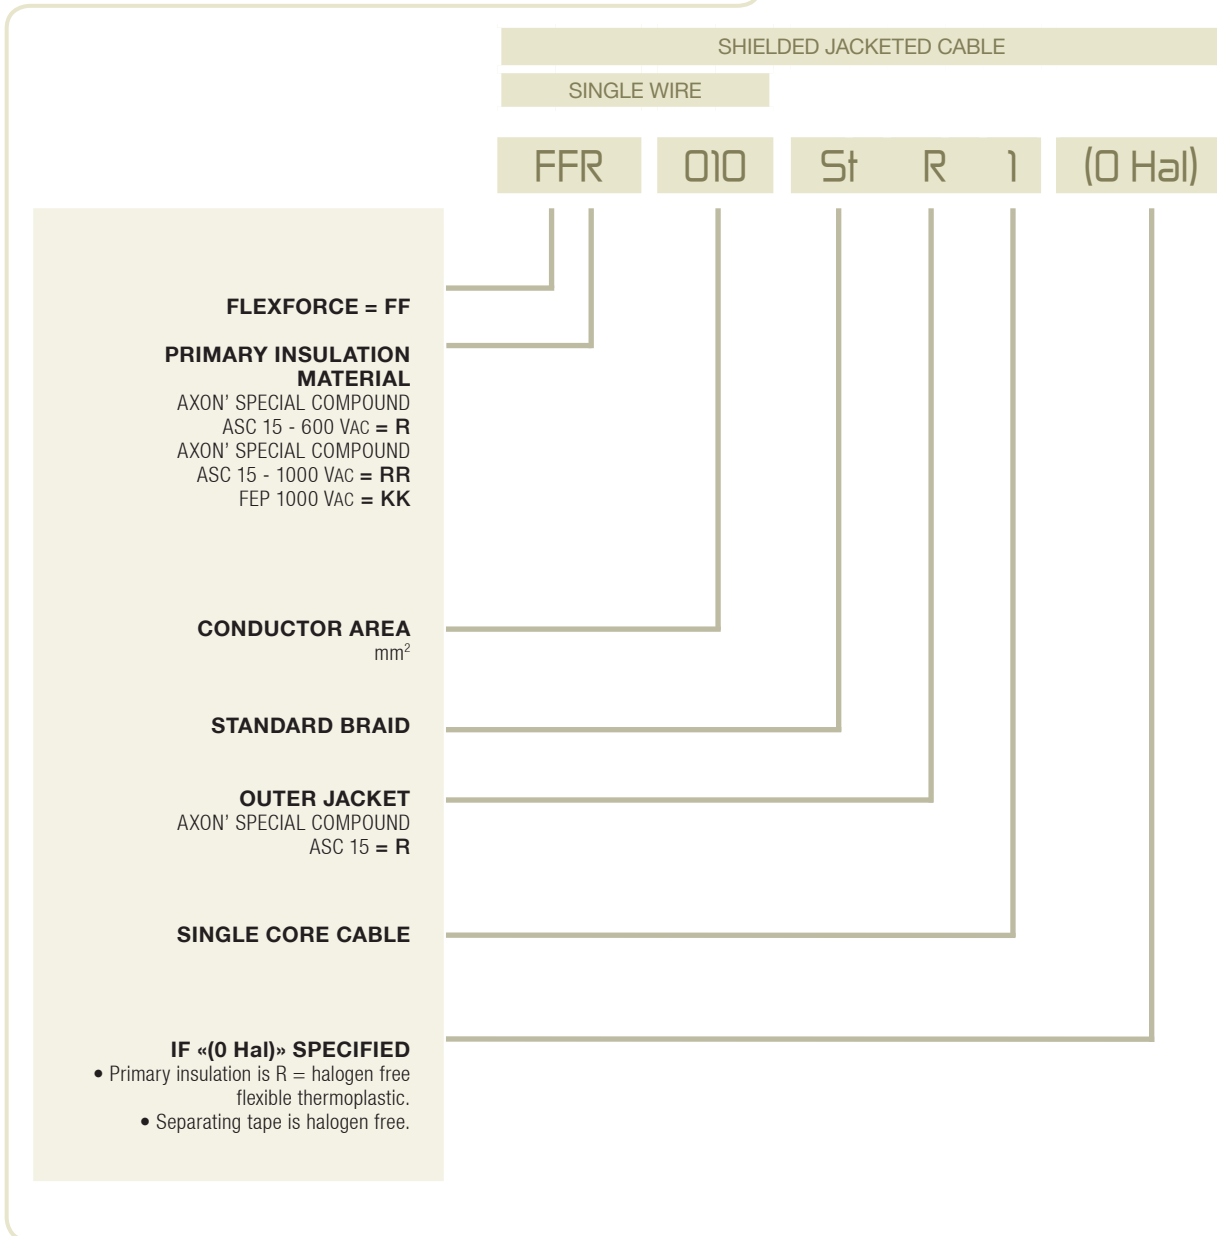 SHIELDED JACKETED CABLE
SINGLE WIRE
FFR 010 St R 1 (0 Hal)
FLEXFORCE = FF
PRIMARY INSULATION
MATERIAL
AXON’ SPECIAL COMPOUND
ASC 15 - 600 VAC = R
AXON’ SPECIAL COMPOUND
ASC 15 - 1000 VAC = RR
FEP 1000 VAC = KK
CONDUCTOR AREA
mm²
STANDARD BRAID
OUTER JACKET
AXON’ SPECIAL COMPOUND
ASC 15 = R
SINGLE CORE CABLE
IF «(0 Hal)» SPECIFIED
• Primary insulation is R = halogen free
flexible thermoplastic.
• Separating tape is halogen free.